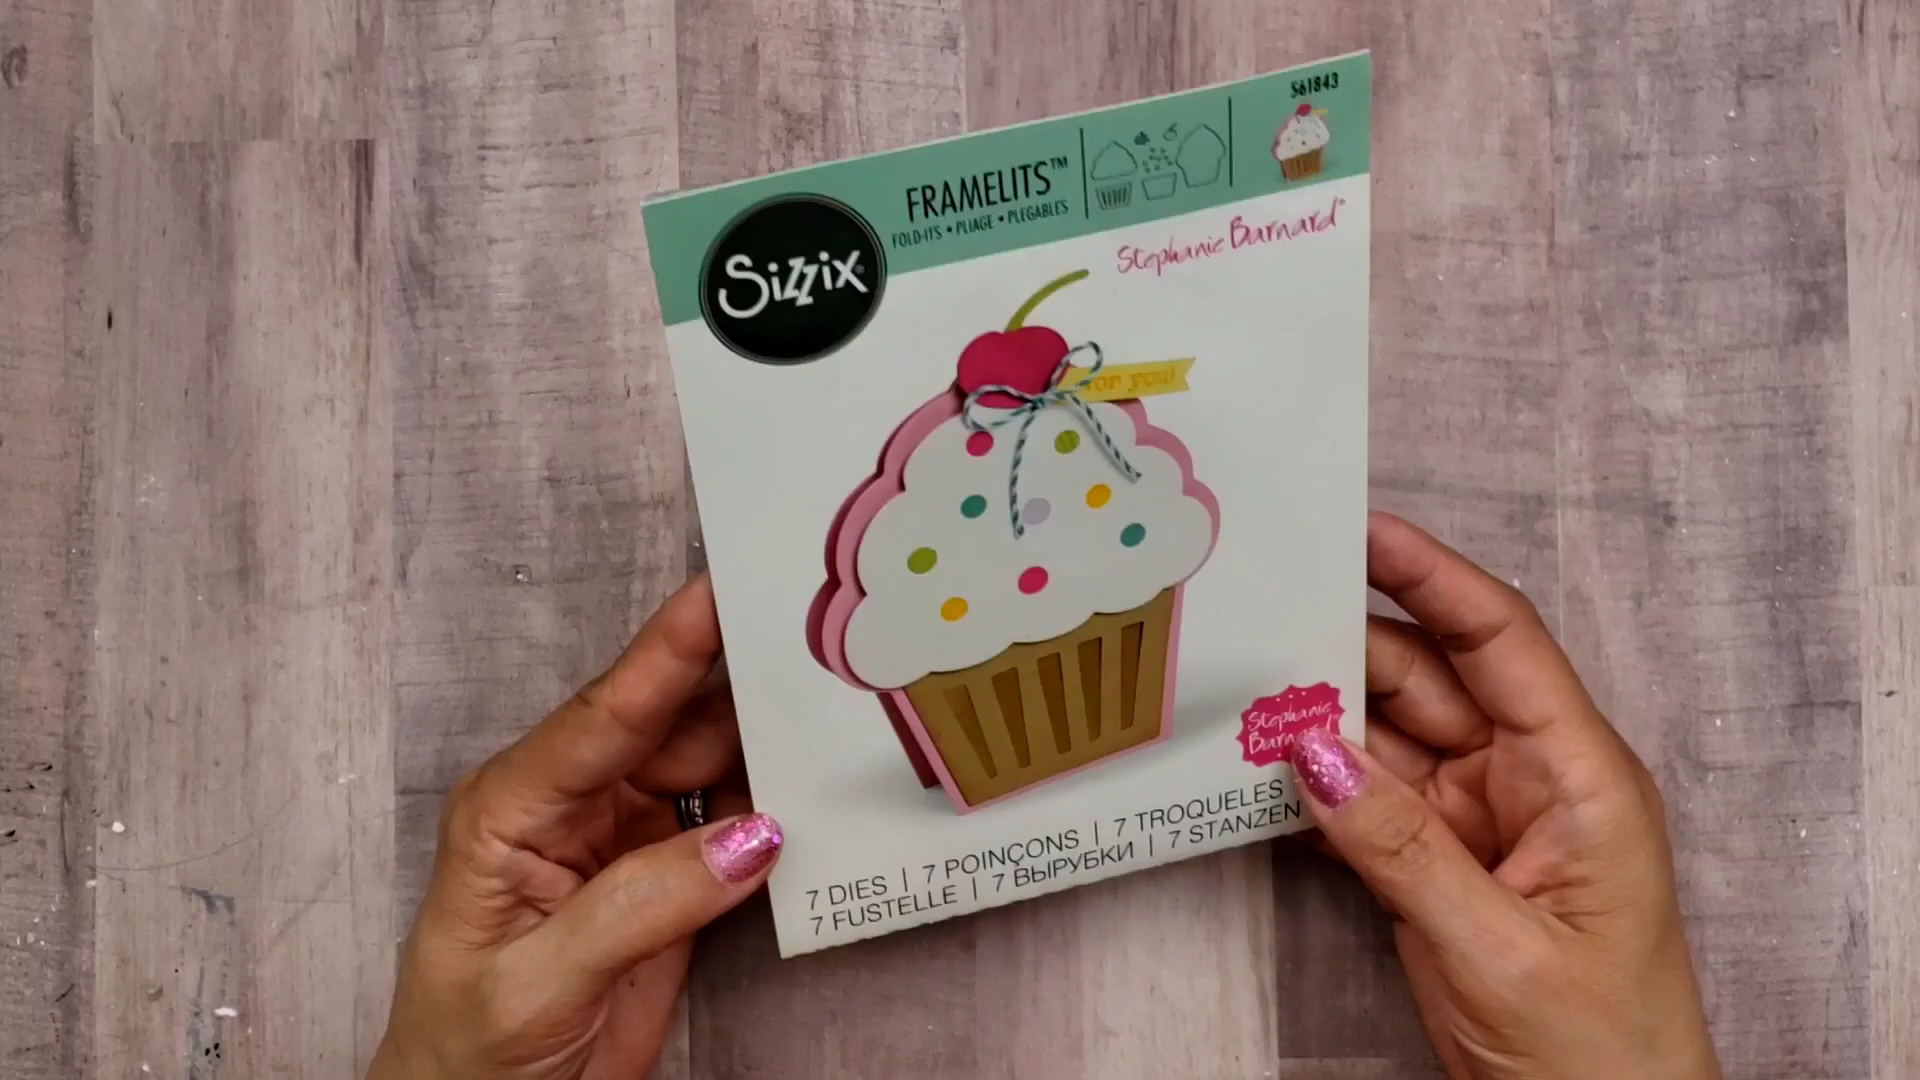 S61843
FRAMELITS™
FOLD-ITS • PLIAGE • PLEGABLES
Sizzix®
Stephanie Barnard®
for you!
Stephanie
7 DIES | 7 POINÇONS | 7 TROQUELES
7 FUSTELLE | 7 ВЫРУБКИ | 7 STANZEN